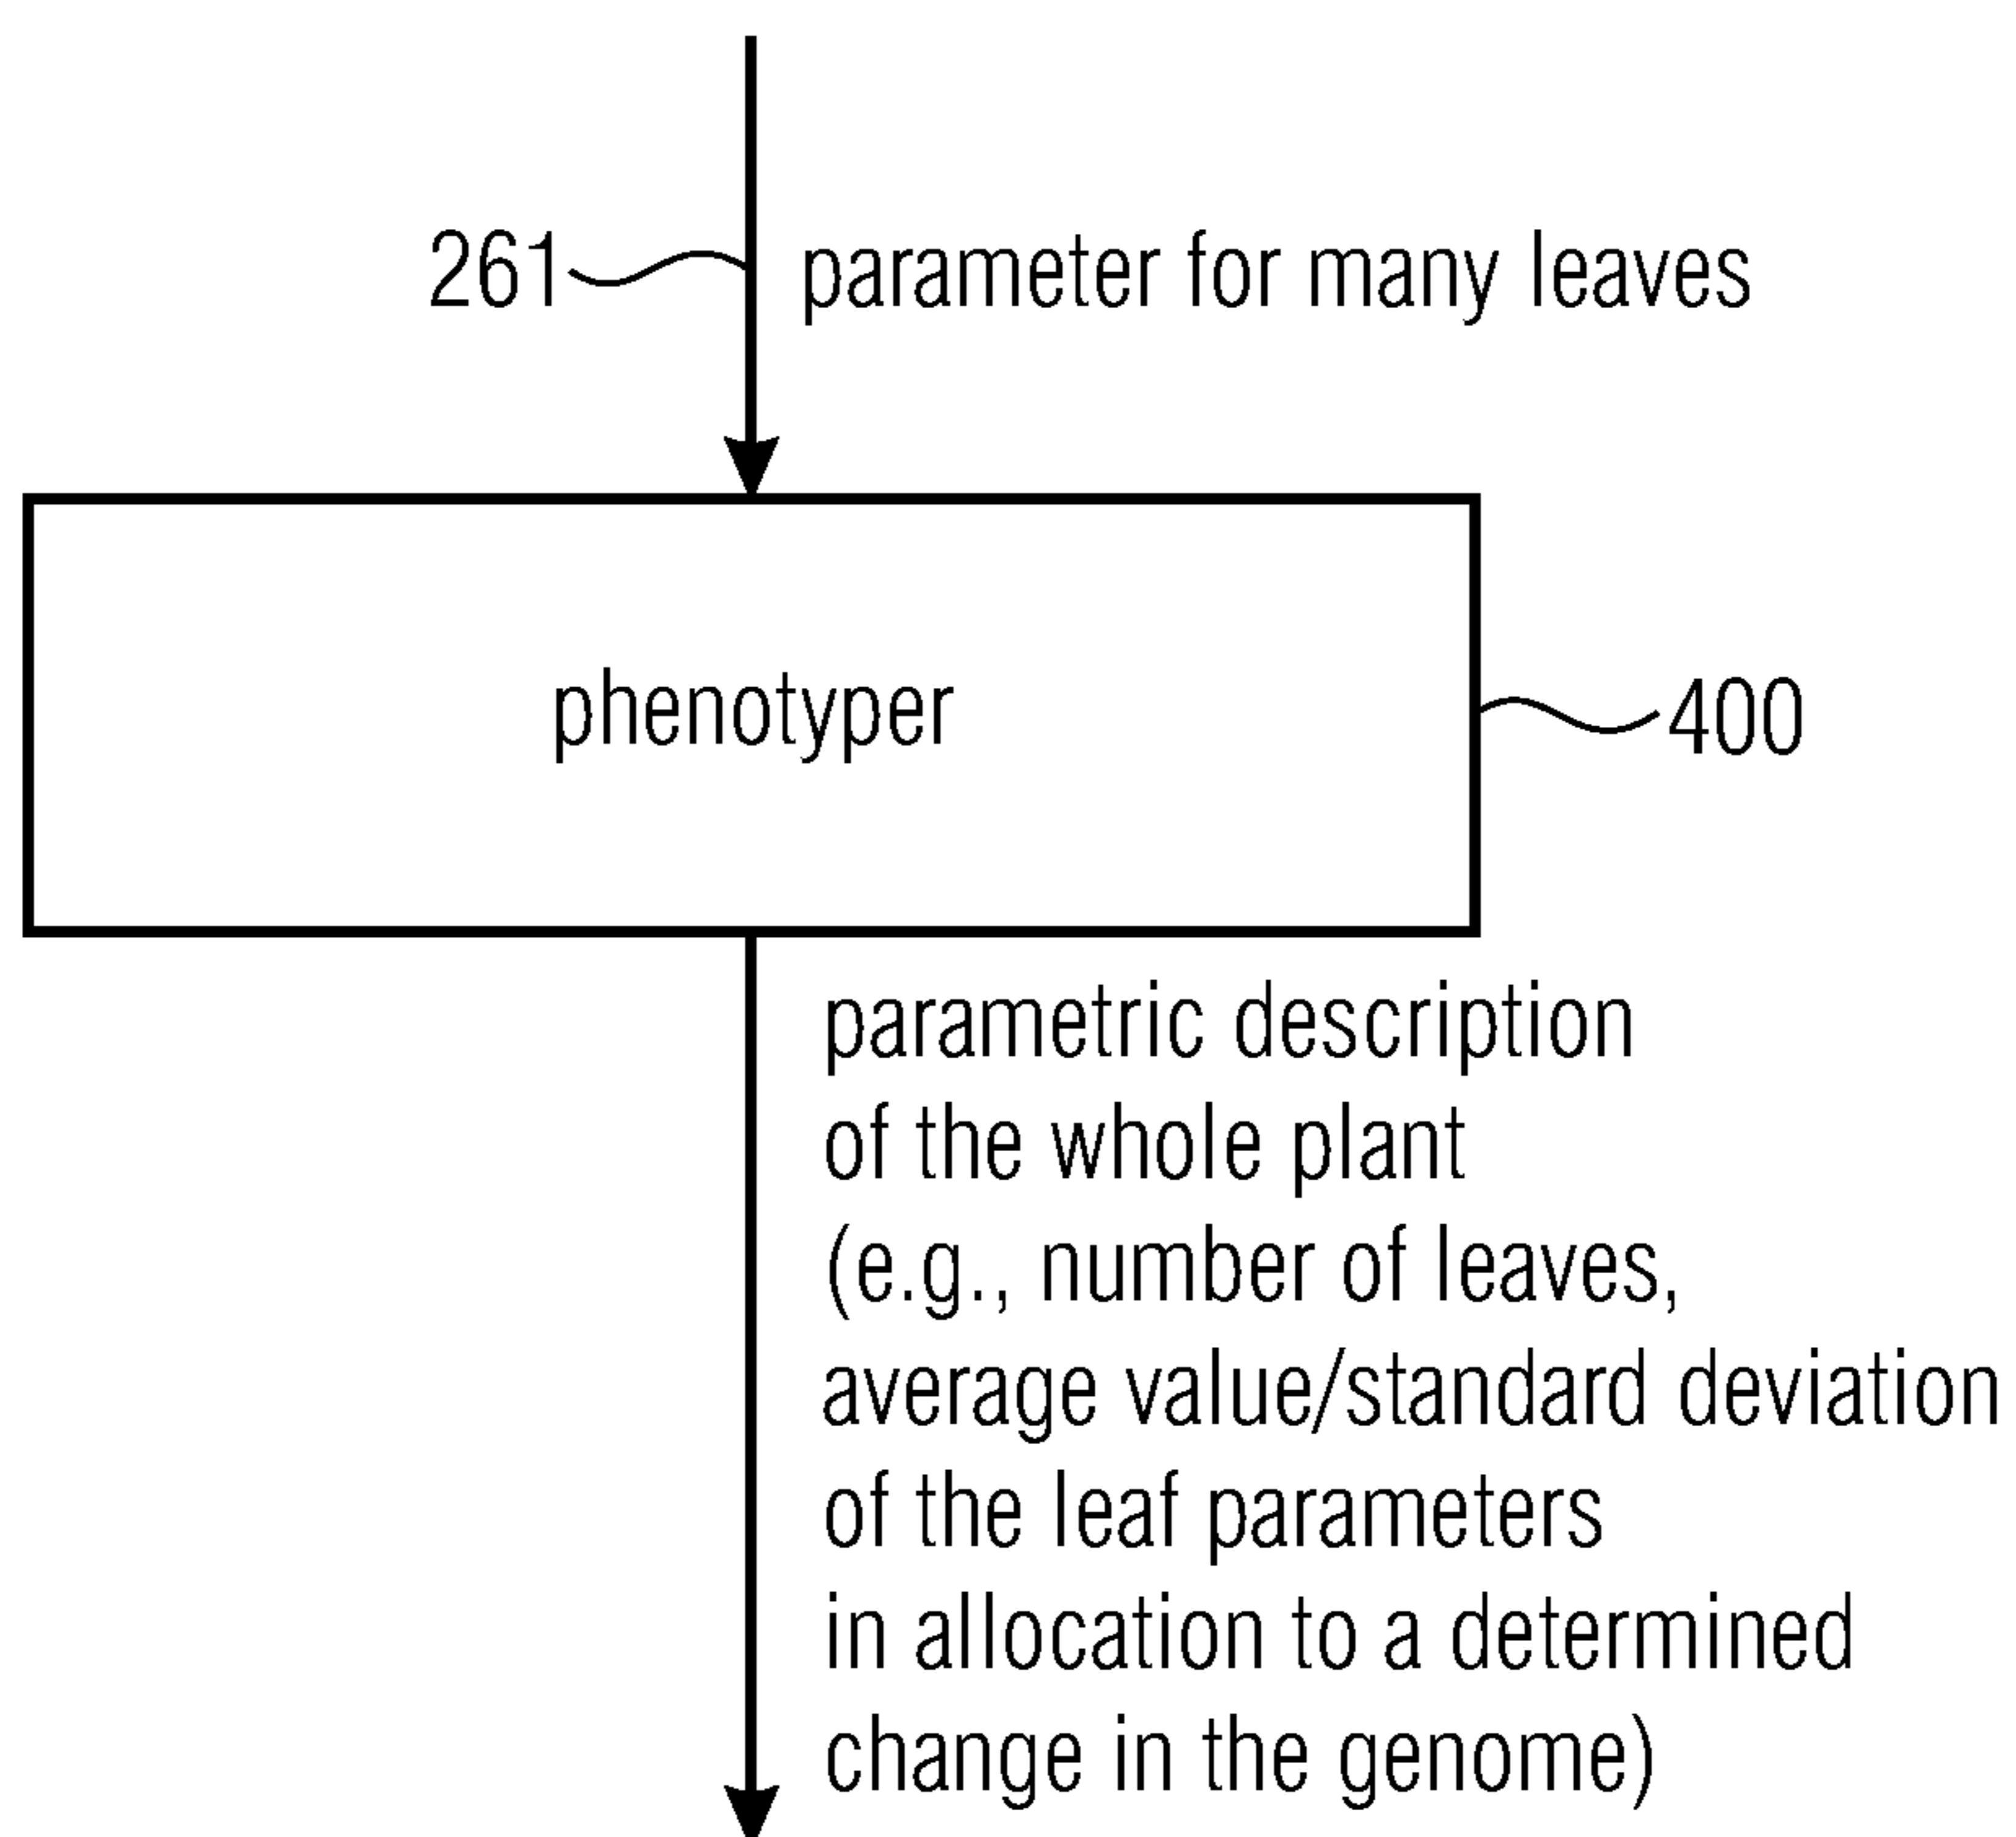 261 parameter for many leaves
phenotyper
400
parametric description
of the whole plant
(e.g., number of leaves,
average value/standard deviation
of the leaf parameters
in allocation to a determined
change in the genome)